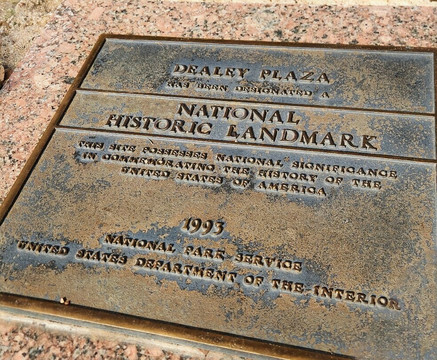 DEALEY PLAZA
HAS BEEN DESIGNATED A
NATIONAL
HISTORIC LANDMARK
THIS SITE POSSESSES NATIONAL SIGNIFICANCE
IN COMMEMORATING THE HISTORY OF THE
UNITED STATES OF AMERICA
1993
NATIONAL PARK SERVICE
UNITED STATES DEPARTMENT OF THE INTERIOR